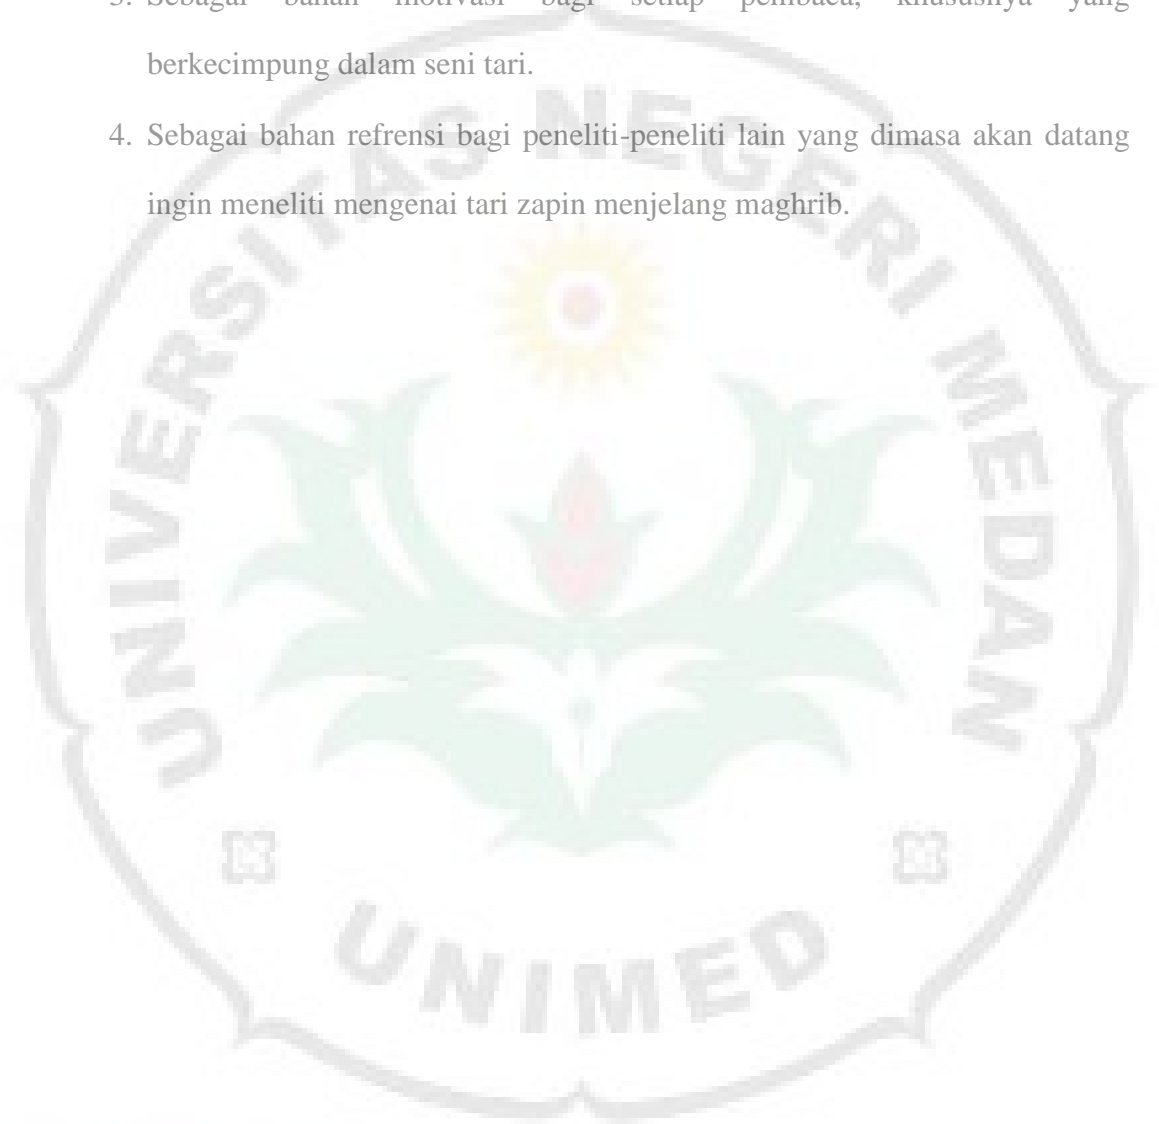 3. Sebagai bahan motivasi bagi setiap pembaca, khususnya yang
berkecimpung dalam seni tari.
4. Sebagai bahan refrensi bagi peneliti-peneliti lain yang dimasa akan datang
ingin meneliti mengenai tari zapin menjelang maghrib.
UNIVERSITAS NEGERI MEDAN
UNIMED